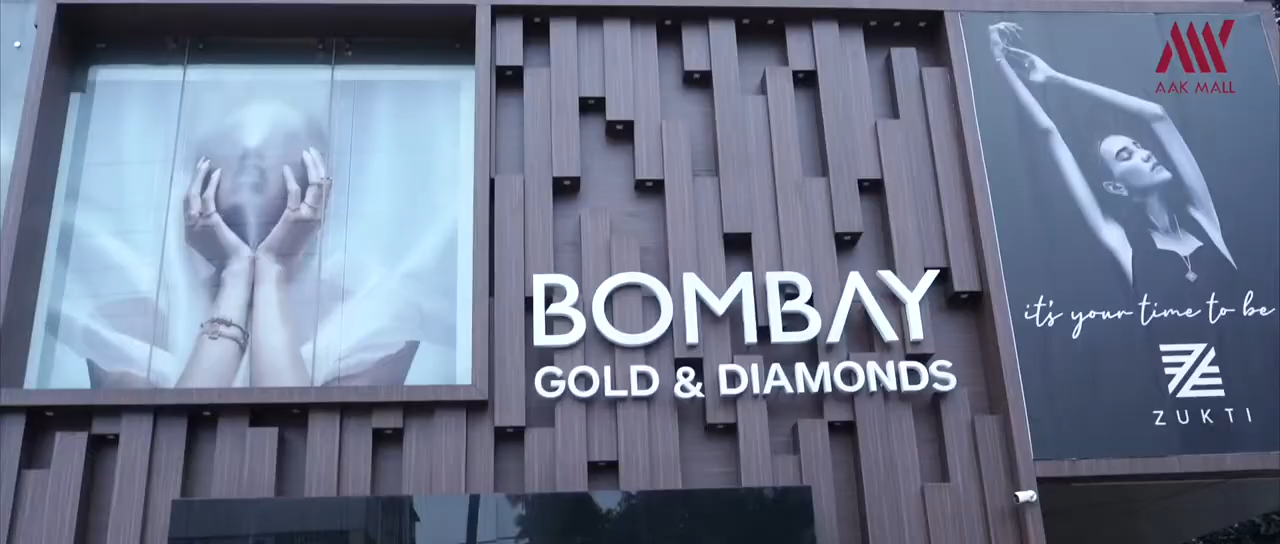 AAK MALL
BOMBAY
GOLD & DIAMONDS
it's your time to be
ZUKTI